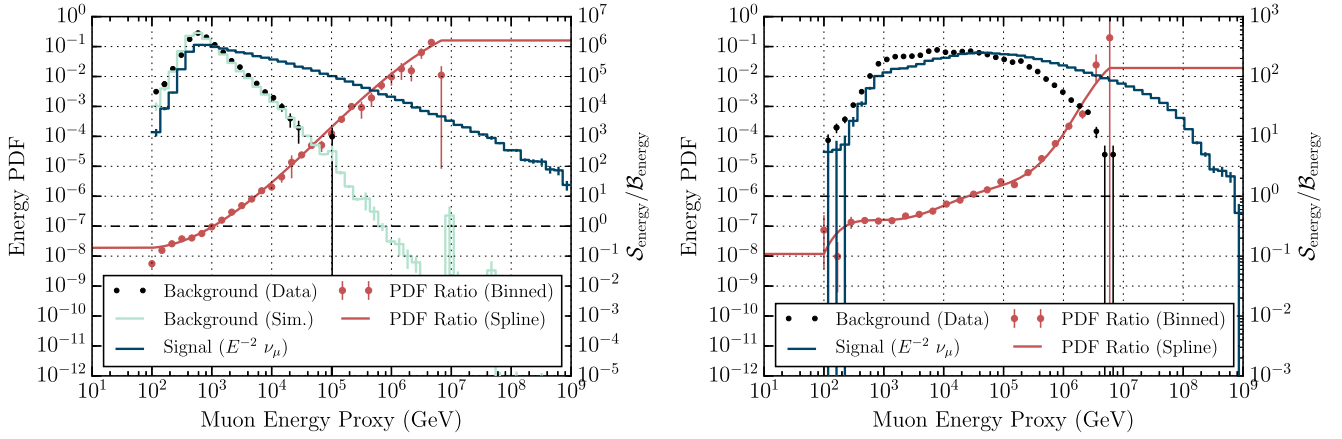 10^0
10^-1
10^-2
10^-3
10^-4
10^-5
10^-6
10^-7
10^-8
10^-9
10^-10
10^-11
10^-12
Energy PDF
10^7
10^6
10^5
10^4
10^3
10^2
10^1
10^0
10^-1
10^-2
10^-3
10^-4
10^-5
S_energy/B_energy
Background (Data)
Background (Sim.)
Signal (E^-2 ν_μ)
PDF Ratio (Binned)
PDF Ratio (Spline)
10^1 10^2 10^3 10^4 10^5 10^6 10^7 10^8 10^9
Muon Energy Proxy (GeV)
10^0
10^-1
10^-2
10^-3
10^-4
10^-5
10^-6
10^-7
10^-8
10^-9
10^-10
10^-11
10^-12
Energy PDF
10^3
10^2
10^1
10^0
10^-1
10^-2
10^-3
S_energy/B_energy
Background (Data)
Signal (E^-2 ν_μ)
PDF Ratio (Binned)
PDF Ratio (Spline)
10^1 10^2 10^3 10^4 10^5 10^6 10^7 10^8 10^9
Muon Energy Proxy (GeV)